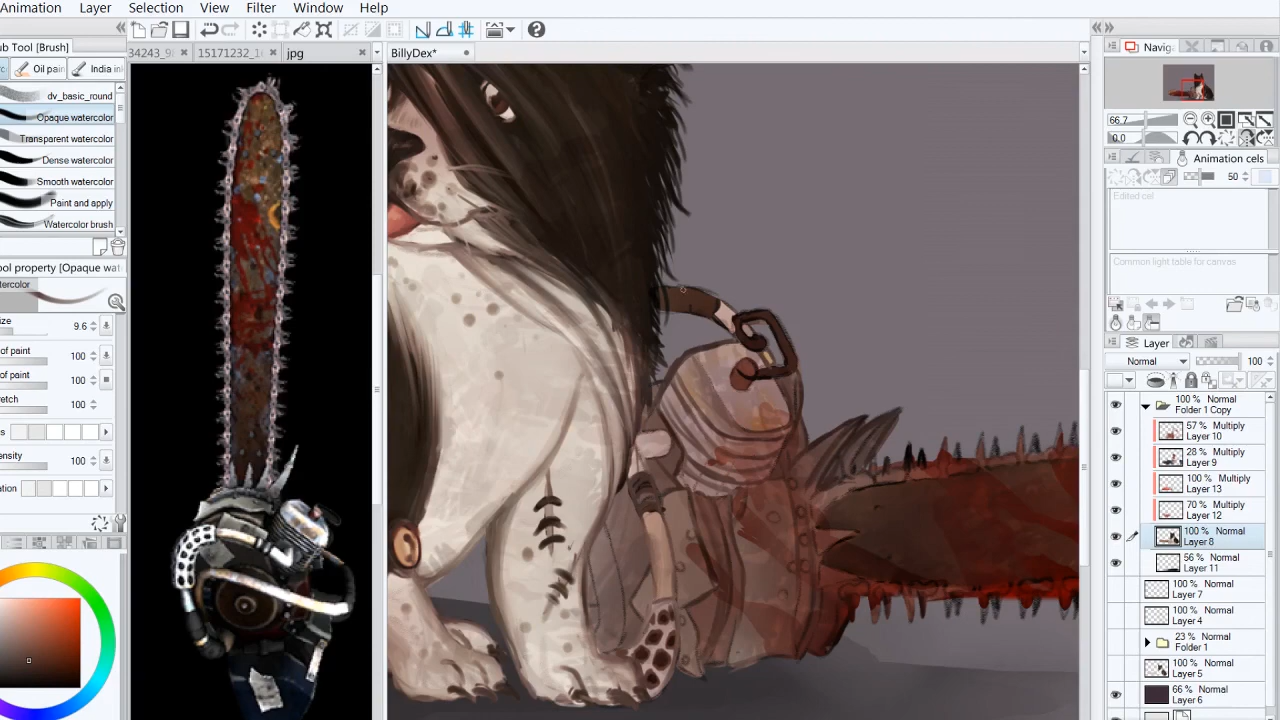 Animation Layer Selection View Filter Window Help
ub Tool [Brush]
Oil pai
Indian in
34243_9
15171232_1
jpg
BillyDex*
Navig
dv_basic_round
Opaque watercolor
Transparent watercolor
Dense watercolor
Smooth watercolor
Paint and apply
Watercolor brush
ool property [Opaque wat
tercolor
ize 9.6
of paint 100
of paint 100
retch 100
ensity 100
ation
66.7
0.0
Animation cels
50
Edited cel
Common light table for canvas
Layer
Normal 100
100 % Normal
Folder 1 Copy
57 % Multiply
Layer 10
28 % Multiply
Layer 9
100 % Multiply
Layer 13
70 % Multiply
Layer 12
100 % Normal
Layer 8
56 % Normal
Layer 11
100 % Normal
Layer 7
100 % Normal
Layer 4
23 % Normal
Folder 1
100 % Normal
Layer 5
66 % Normal
Layer 6